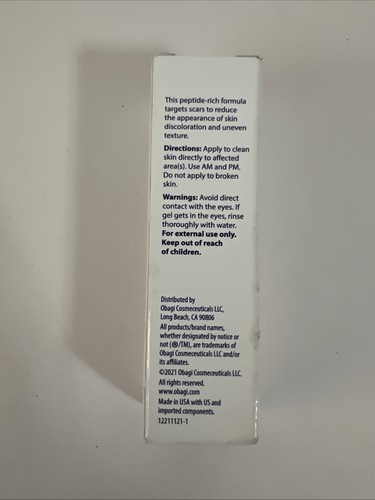 This peptide-rich formula
targets scars to reduce
the appearance of skin
discoloration and uneven
texture.
Directions: Apply to clean
skin directly to affected
area(s). Use AM and PM.
Do not apply to broken
skin.
Warnings: Avoid direct
contact with the eyes. If
gel gets in the eyes, rinse
thoroughly with water.
For external use only.
Keep out of reach
of children.
Distributed by
Obagi Cosmeceuticals LLC,
Long Beach, CA 90806
All products/brand names,
whether designated by notice or
not (®/TM), are trademarks of
Obagi Cosmeceuticals LLC and/or
its affiliates.
©2021 Obagi Cosmeceuticals LLC.
All rights reserved.
www.obagi.com
Made in USA with US and
imported components.
12211121-1